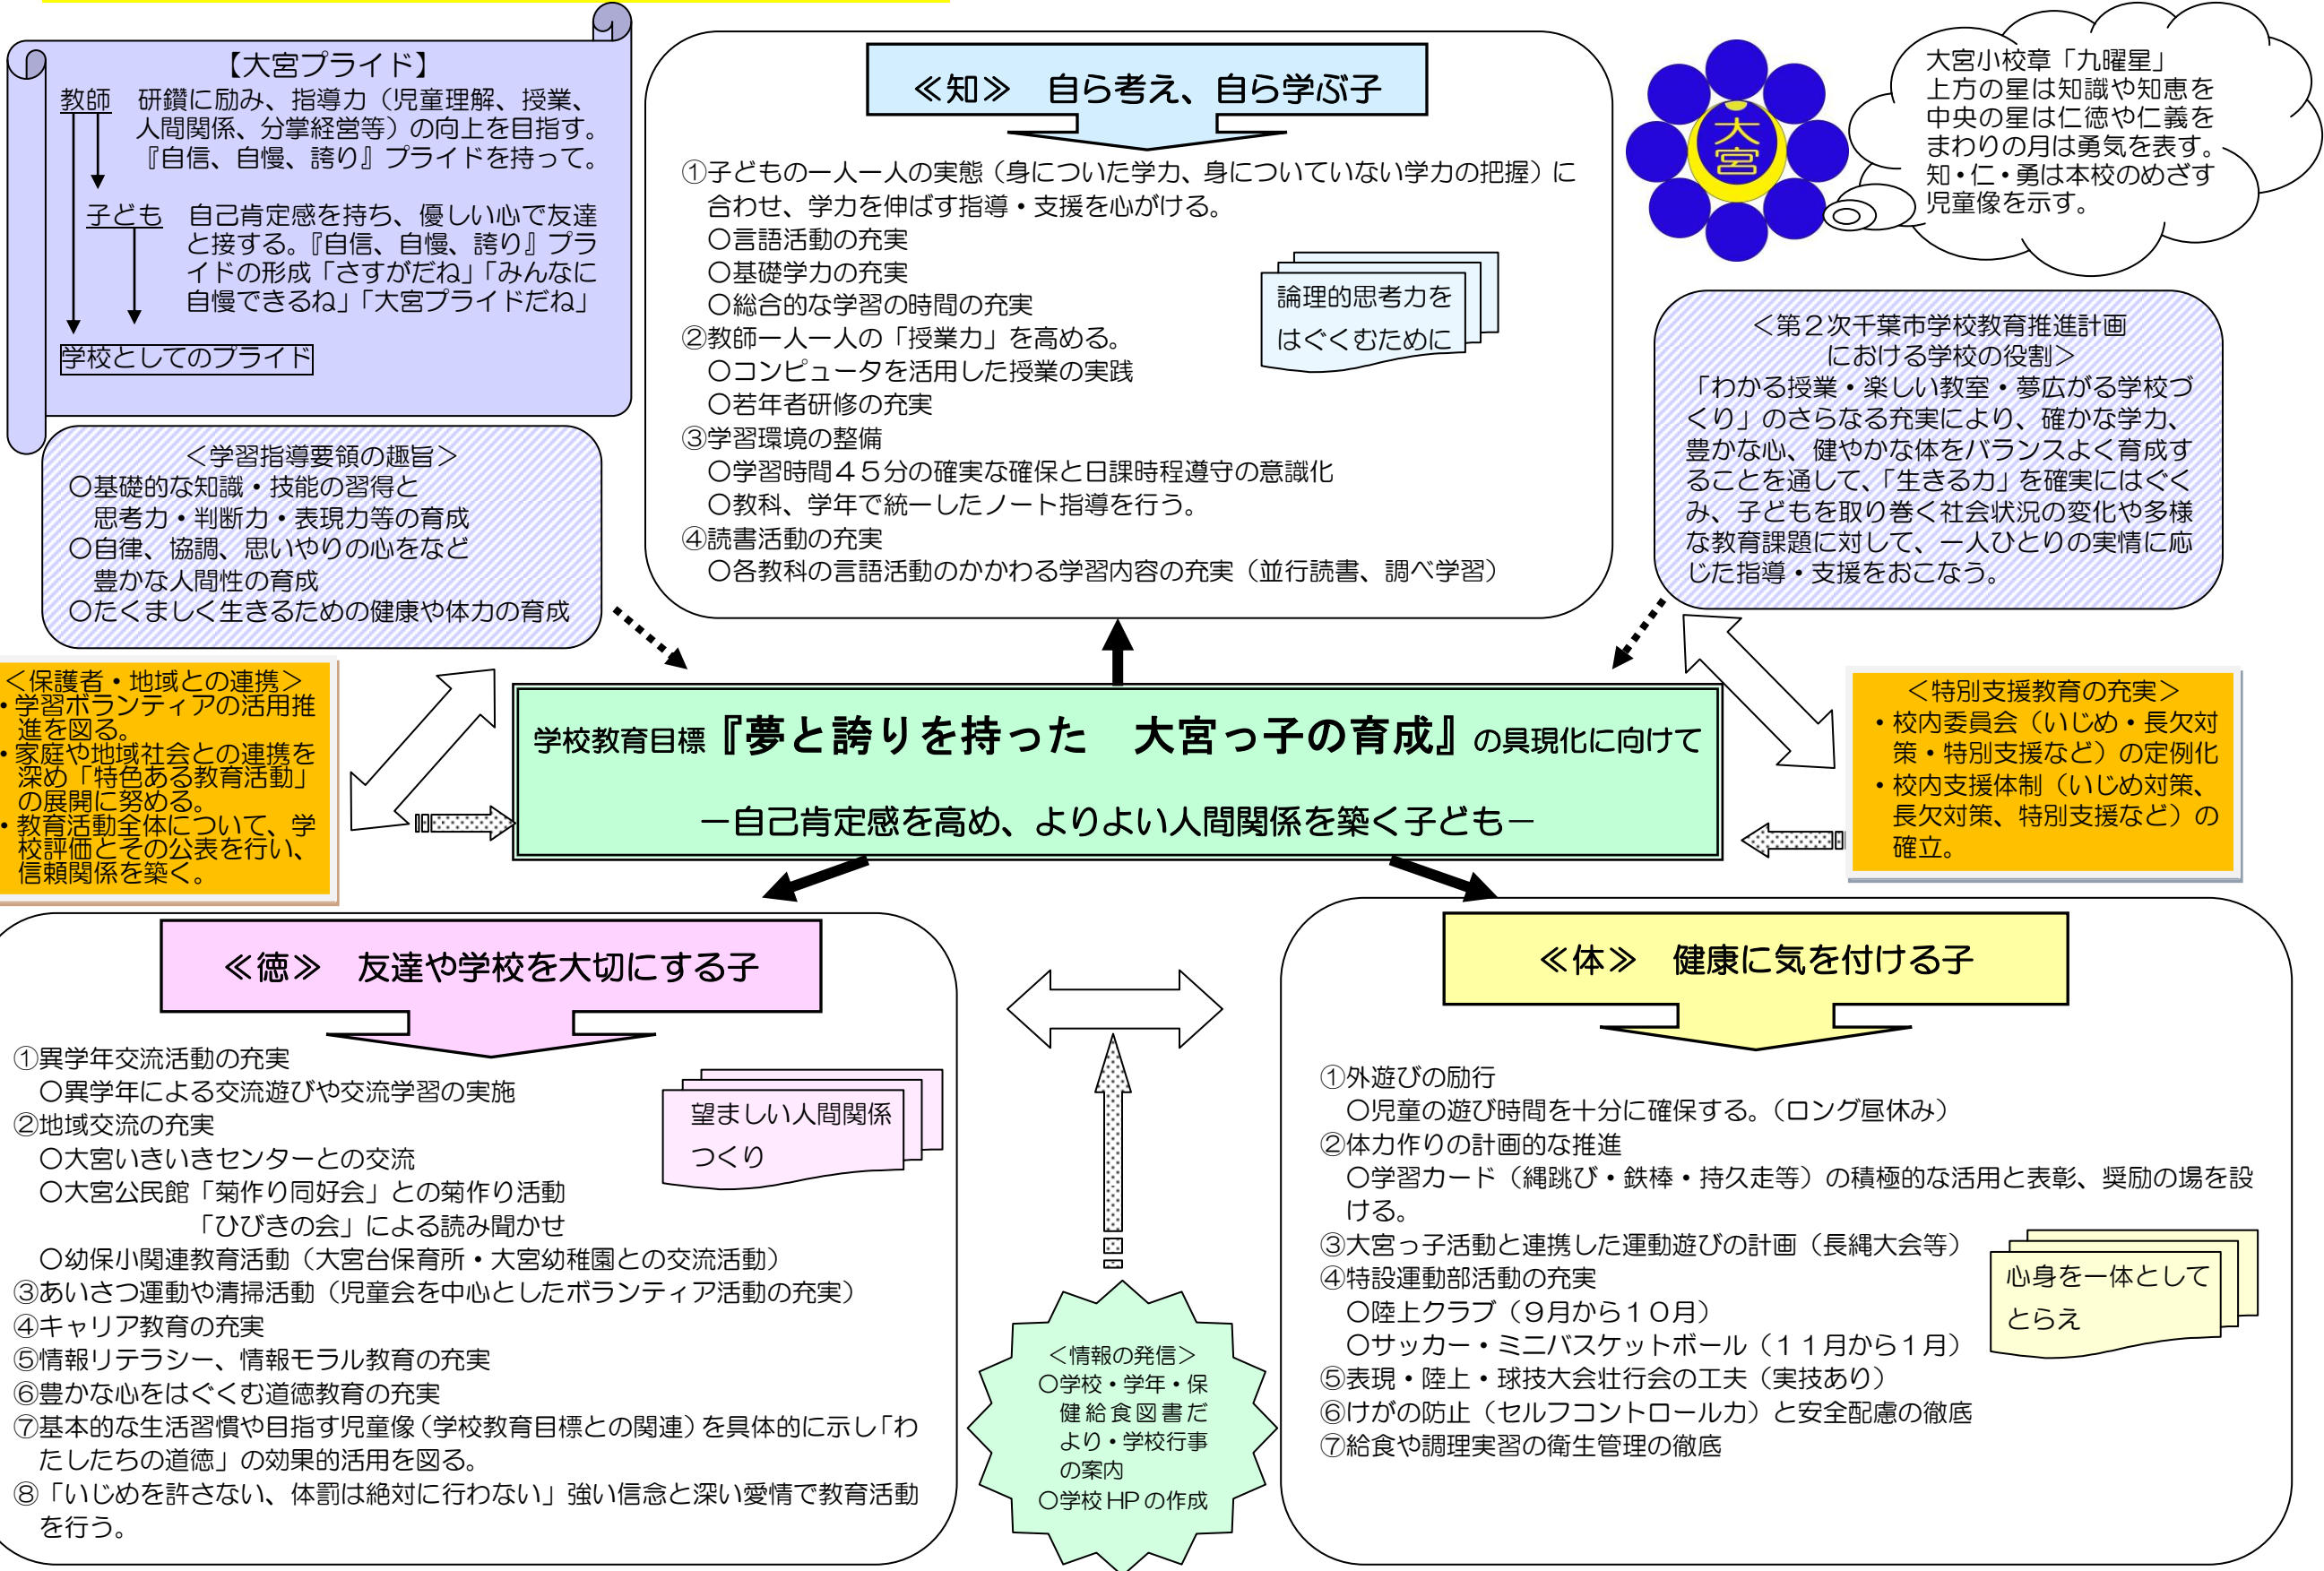 【大宮プライド】
教師　研鑽に励み、指導力（児童理解、授業、
人間関係、分掌経営等）の向上を目指す。
『自信、自慢、誇り』プライドを持って。
子ども　自己肯定感を持ち、優しい心で友達
と接する。『自信、自慢、誇り』プラ
イドの形成「さすがだね」「みんなに
自慢できるね」「大宮プライドだね」
学校としてのプライド
≪知≫　自ら考え、自ら学ぶ子
①子どもの一人一人の実態（身についた学力、身についていない学力の把握）に
合わせ、学力を伸ばす指導・支援を心がける。
〇言語活動の充実
〇基礎学力の充実
〇総合的な学習の時間の充実
②教師一人一人の「授業力」を高める。
〇コンピュータを活用した授業の実践
〇若年者研修の充実
③学習環境の整備
〇学習時間４５分の確実な確保と日課時程遵守の意識化
〇教科、学年で統一したノート指導を行う。
④読書活動の充実
〇各教科の言語活動のかかわる学習内容の充実（並行読書、調べ学習）
論理的思考力を
はぐくむために
大宮
大宮小校章「九曜星」
上方の星は知識や知恵を
中央の星は仁徳や仁義を
まわりの月は勇気を表す。
知・仁・勇は本校のめざす
児童像を示す。
＜第２次千葉市学校教育推進計画
における学校の役割＞
「わかる授業・楽しい教室・夢広がる学校づ
くり」のさらなる充実により、確かな学力、
豊かな心、健やかな体をバランスよく育成す
ることを通して、「生きる力」を確実にはぐく
み、子どもを取り巻く社会状況の変化や多様
な教育課題に対して、一人ひとりの実情に応
じた指導・支援をおこなう。
＜学習指導要領の趣旨＞
〇基礎的な知識・技能の習得と
思考力・判断力・表現力等の育成
〇自律、協調、思いやりの心をなど
豊かな人間性の育成
〇たくましく生きるための健康や体力の育成
＜保護者・地域との連携＞
・学習ボランティアの活用推
進を図る。
・家庭や地域社会との連携を
深め「特色ある教育活動」
の展開に努める。
・教育活動全体について、学
校評価とその公表を行い、
信頼関係を築く。
学校教育目標『夢と誇りを持った　大宮っ子の育成』の具現化に向けて
－自己肯定感を高め、よりよい人間関係を築く子ども－
＜特別支援教育の充実＞
・校内委員会（いじめ・長欠対
策・特別支援など）の定例化
・校内支援体制（いじめ対策、
長欠対策、特別支援など）の
確立。
≪徳≫　友達や学校を大切にする子
①異学年交流活動の充実
〇異学年による交流遊びや交流学習の実施
②地域交流の充実
〇大宮いきいきセンターとの交流
〇大宮公民館「菊作り同好会」との菊作り活動
「ひびきの会」による読み聞かせ
〇幼保小関連教育活動（大宮台保育所・大宮幼稚園との交流活動）
③あいさつ運動や清掃活動（児童会を中心としたボランティア活動の充実）
④キャリア教育の充実
⑤情報リテラシー、情報モラル教育の充実
⑥豊かな心をはぐくむ道徳教育の充実
⑦基本的な生活習慣や目指す児童像（学校教育目標との関連）を具体的に示し「わ
たしたちの道徳」の効果的活用を図る。
⑧「いじめを許さない、体罰は絶対に行わない」強い信念と深い愛情で教育活動
を行う。
望ましい人間関係
つくり
＜情報の発信＞
〇学校・学年・保
健給食図書だ
より・学校行事
の案内
〇学校HPの作成
≪体≫　健康に気を付ける子
①外遊びの励行
〇児童の遊び時間を十分に確保する。（ロング昼休み）
②体力作りの計画的な推進
〇学習カード（縄跳び・鉄棒・持久走等）の積極的な活用と表彰、奨励の場を設
ける。
③大宮っ子活動と連携した運動遊びの計画（長縄大会等）
④特設運動部活動の充実
〇陸上クラブ（９月から１０月）
〇サッカー・ミニバスケットボール（１１月から１月）
⑤表現・陸上・球技大会壮行会の工夫（実技あり）
⑥けがの防止（セルフコントロール力）と安全配慮の徹底
⑦給食や調理実習の衛生管理の徹底
心身を一体として
とらえ